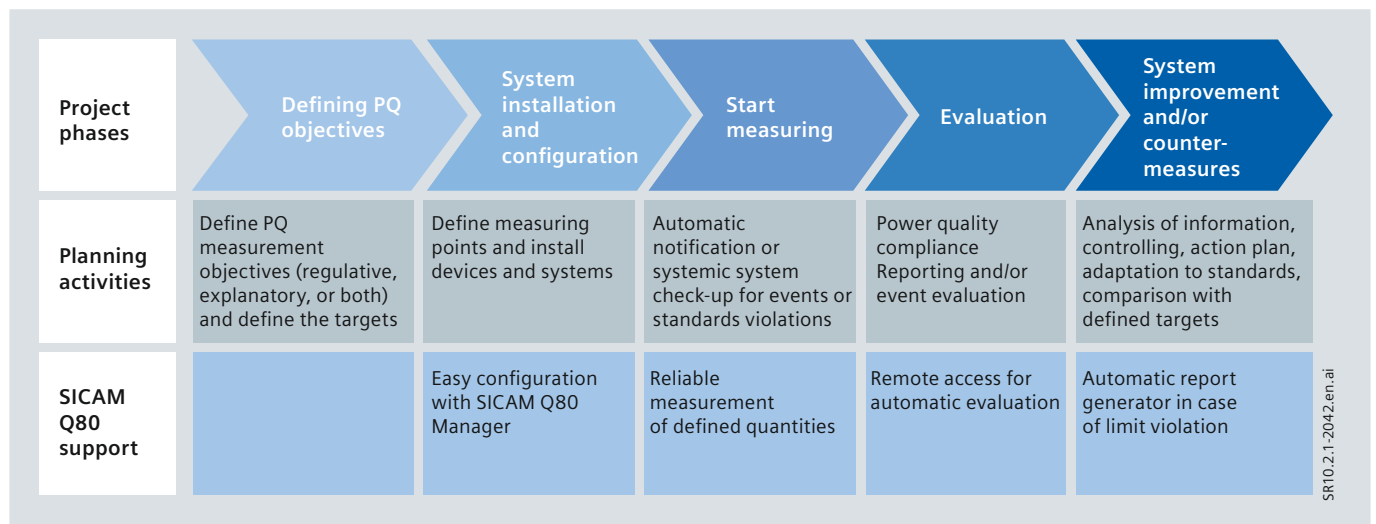 Project
phases
Defining PQ
objectives
System
installation
and
configuration
Start
measuring
Evaluation
System
improvement
and/or
counter-
measures
Planning
activities
Define PQ
measurement
objectives (regulative,
explanatory, or both)
and define the targets
Define measuring
points and install
devices and systems
Automatic
notification or
systemic system
check-up for events or
standards violations
Power quality
compliance
Reporting and/or
event evaluation
Analysis of information,
controlling, action plan,
adaptation to standards,
comparison with
defined targets
SICAM
Q80
support
Easy configuration
with SICAM Q80
Manager
Reliable
measurement
of defined quantities
Remote access for
automatic evaluation
Automatic report
generator in case
of limit violation
SR10.2.1-2042.en.ai